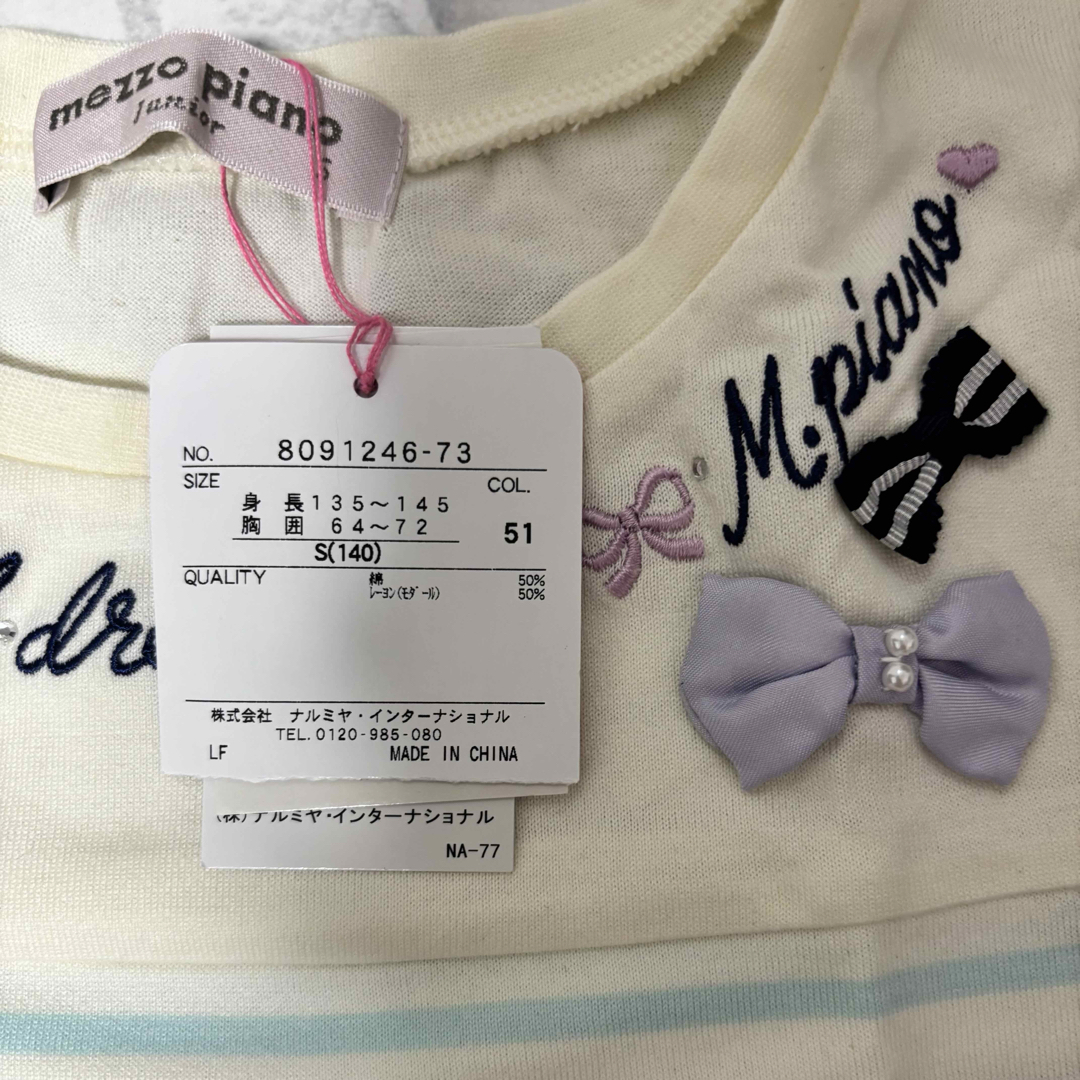 mezzo piano
junior
S
M.piano
NO. 8091246-73
SIZE
COL.
身 長 135～145
胸 囲 64～72
51
S(140)
QUALITY 綿 50%
ﾚｰﾖﾝ(ﾓﾀﾞｰﾙ) 50%
株式会社 ナルミヤ・インターナショナル
TEL.0120-985-080
LF MADE IN CHINA
(株)ナルミヤ・インターナショナル
NA-77